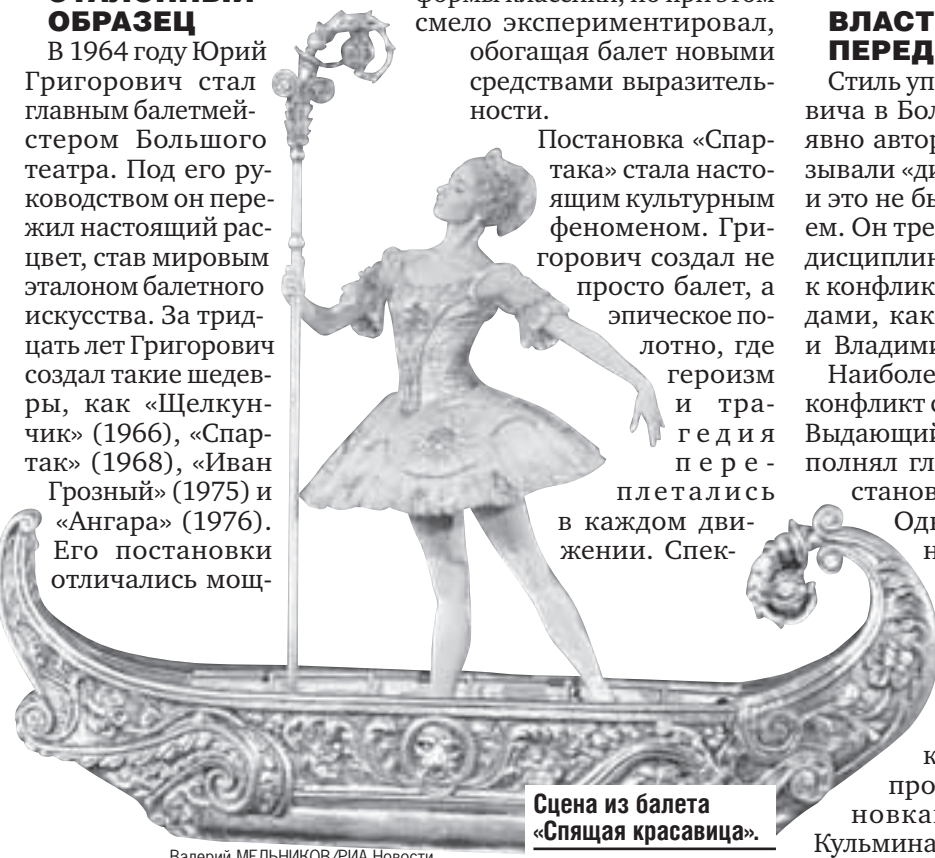 ЭТАЛОННЫЙ
ОБРАЗЕЦ
В 1964 году Юрий
Григорович стал
главным балетмей-
стером Большого
театра. Под его ру-
ководством он пере-
жил настоящий рас-
цвет, став мировым
эталоном балетного
искусства. За трид-
цать лет Григорович
создал такие шедев-
ры, как «Щелкун-
чик» (1966), «Спар-
так» (1968), «Иван
Грозный» (1975) и
«Ангара» (1976).
Его постановки
отличались мощ-
смело экспериментировал,
обогащая балет новыми
средствами выразитель-
ности.
Постановка «Спар-
така» стала насто-
ящим культурным
феноменом. Гри-
горович создал не
просто балет, а
эпическое по-
лотно, где
героизм
и тра-
гедия
пере-
плетались
в каждом дви-
жении. Спек-
ВЛАСТ
ПЕРЕД
Стиль уп
вича в Бол
явно автор
зывали «ди
и это не бы
ем. Он тре
дисциплин
к конфлик
дами, как
и Владими
Наиболе
конфликт с
Выдающий
полнял гл
станов
Одн
н
к
про
новка
Кульмина
Сцена из балета
«Спящая красавица».
Валерий МЕЛЬНИКОВ/РИА Новости